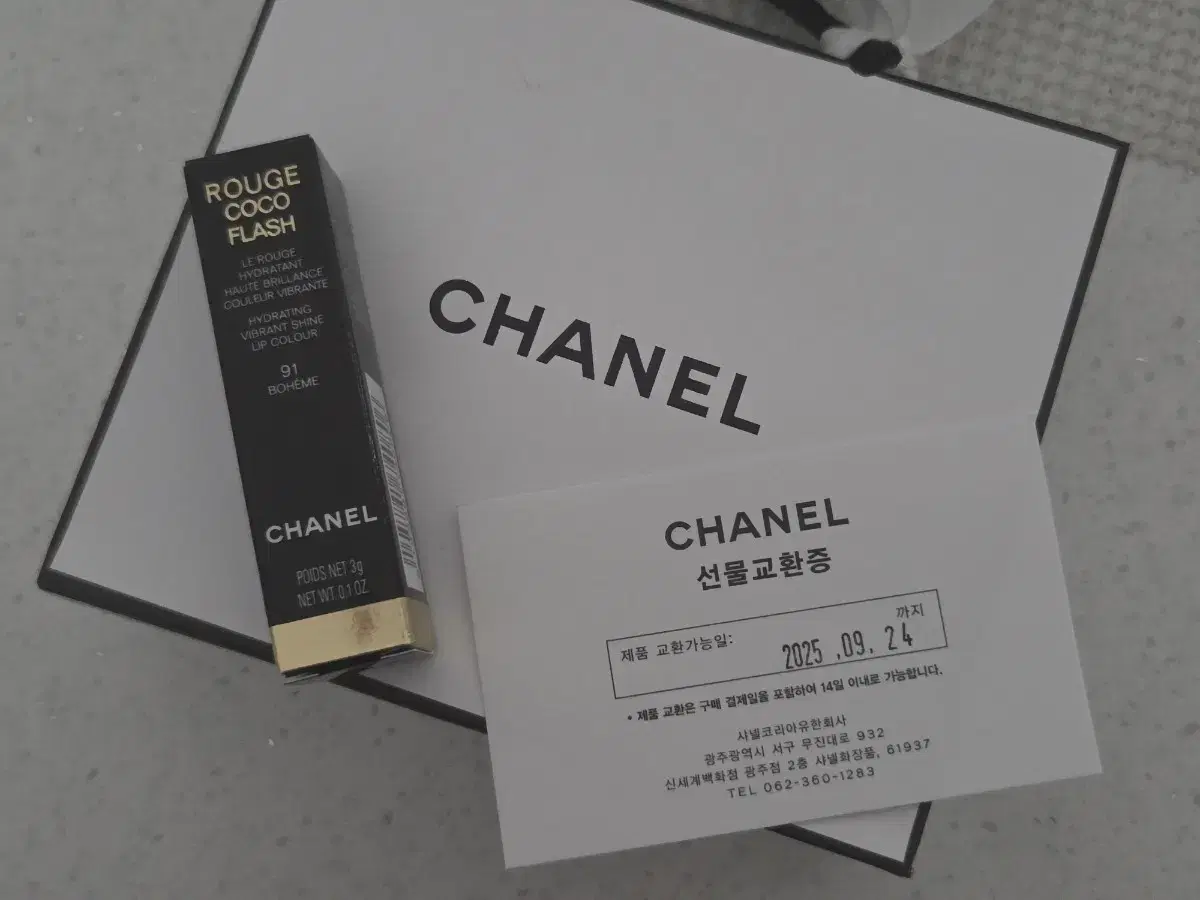 ROUGE
COCO
FLASH
LE ROUGE
HYDRATANT
HAUTE BRILLANCE
COULEUR VIBRANTE
HYDRATING
VIBRANT SHINE
LIP COLOUR
91
BOHÈME
CHANEL
POIDS NET 3g
NET WT. 0.1 OZ.
CHANEL
CHANEL
선물교환증
까지
제품 교환가능일: 2025 .09. 24
• 제품 교환은 구매 결제일을 포함하여 14일 이내로 가능합니다.
샤넬코리아유한회사
광주광역시 서구 무진대로 932
신세계백화점 광주점 2층 샤넬화장품, 61937
TEL 062-360-1283